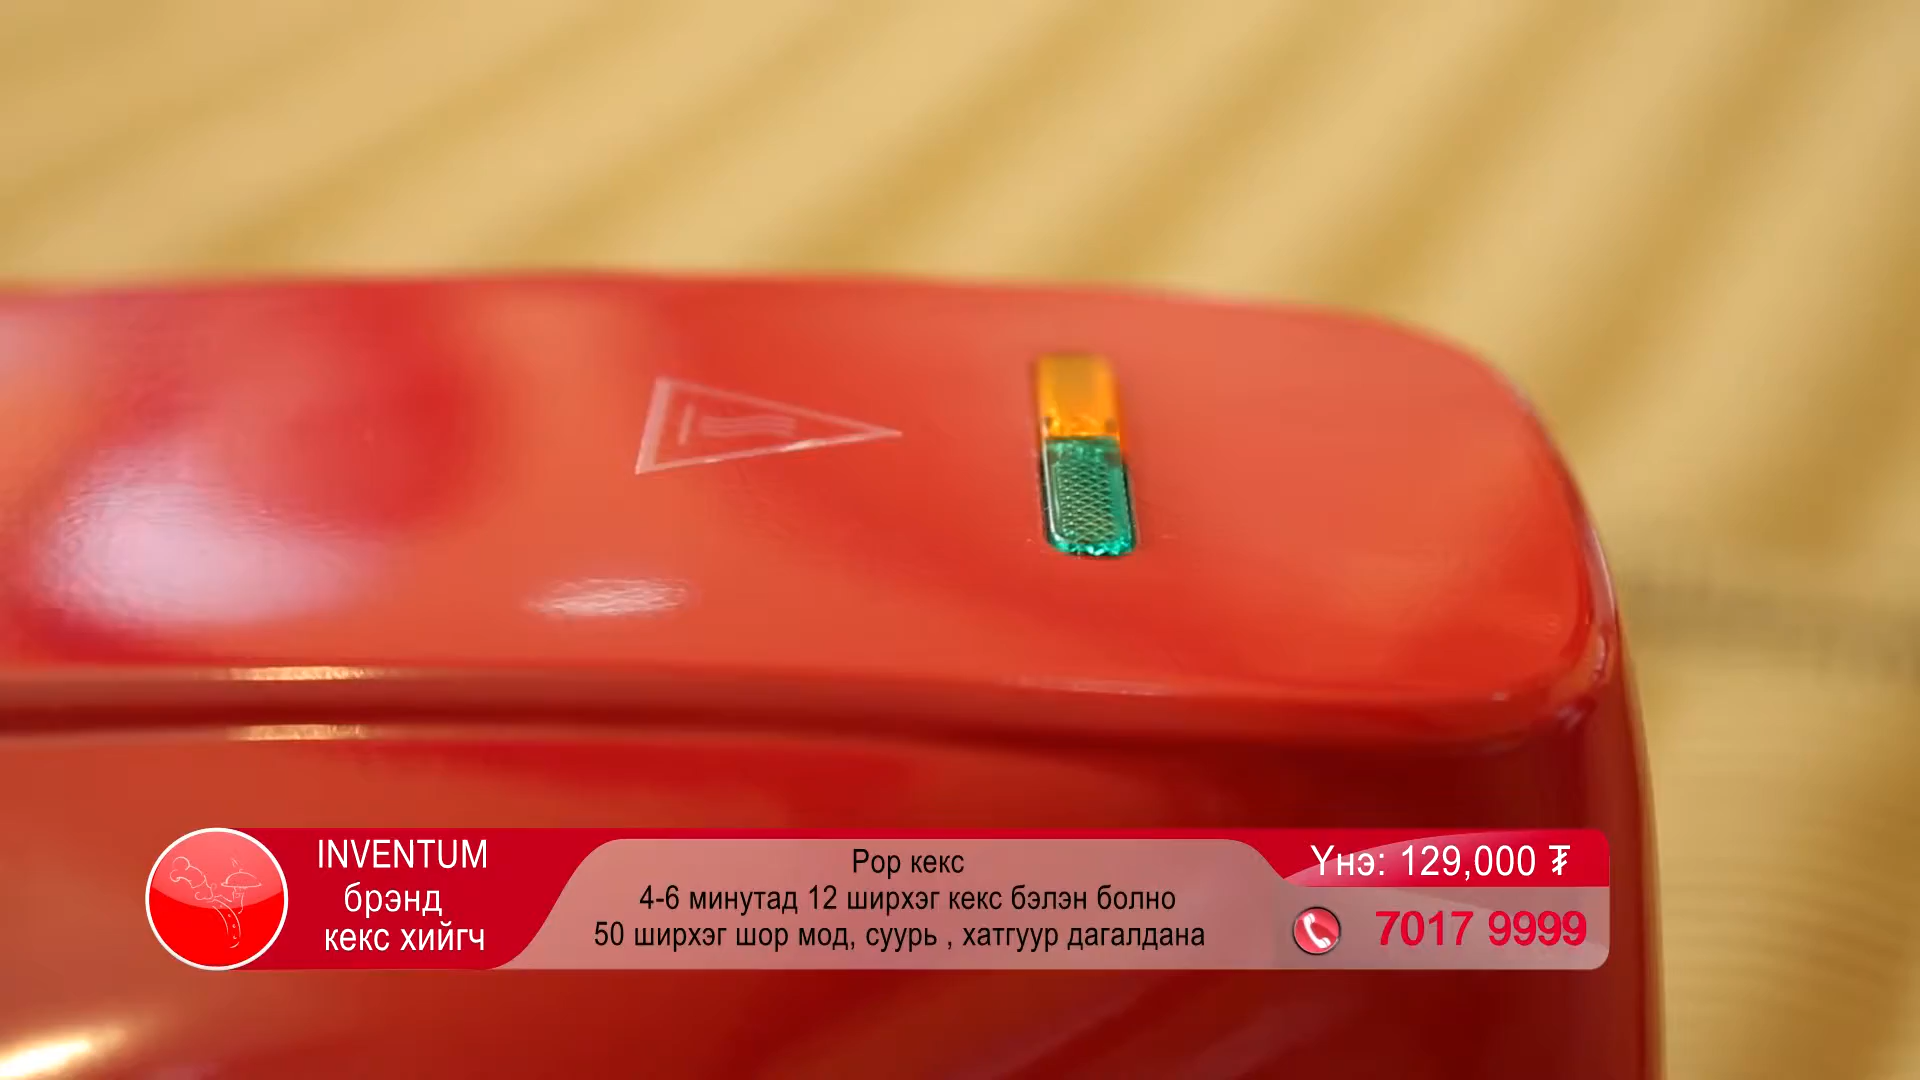 INVENTUM
брэнд
кекс хийгч
Pop кекс
4-6 минутад 12 ширхэг кекс бэлэн болно
50 ширхэг шор мод, суурь , хатгуур дагалдана
Үнэ: 129,000 ₮
7017 9999